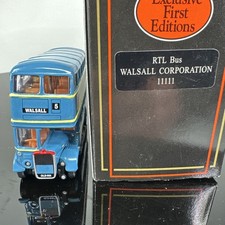 Exclusive
First
Editions
RTL Bus
WALSALL CORPORATION
11111
WALSALL